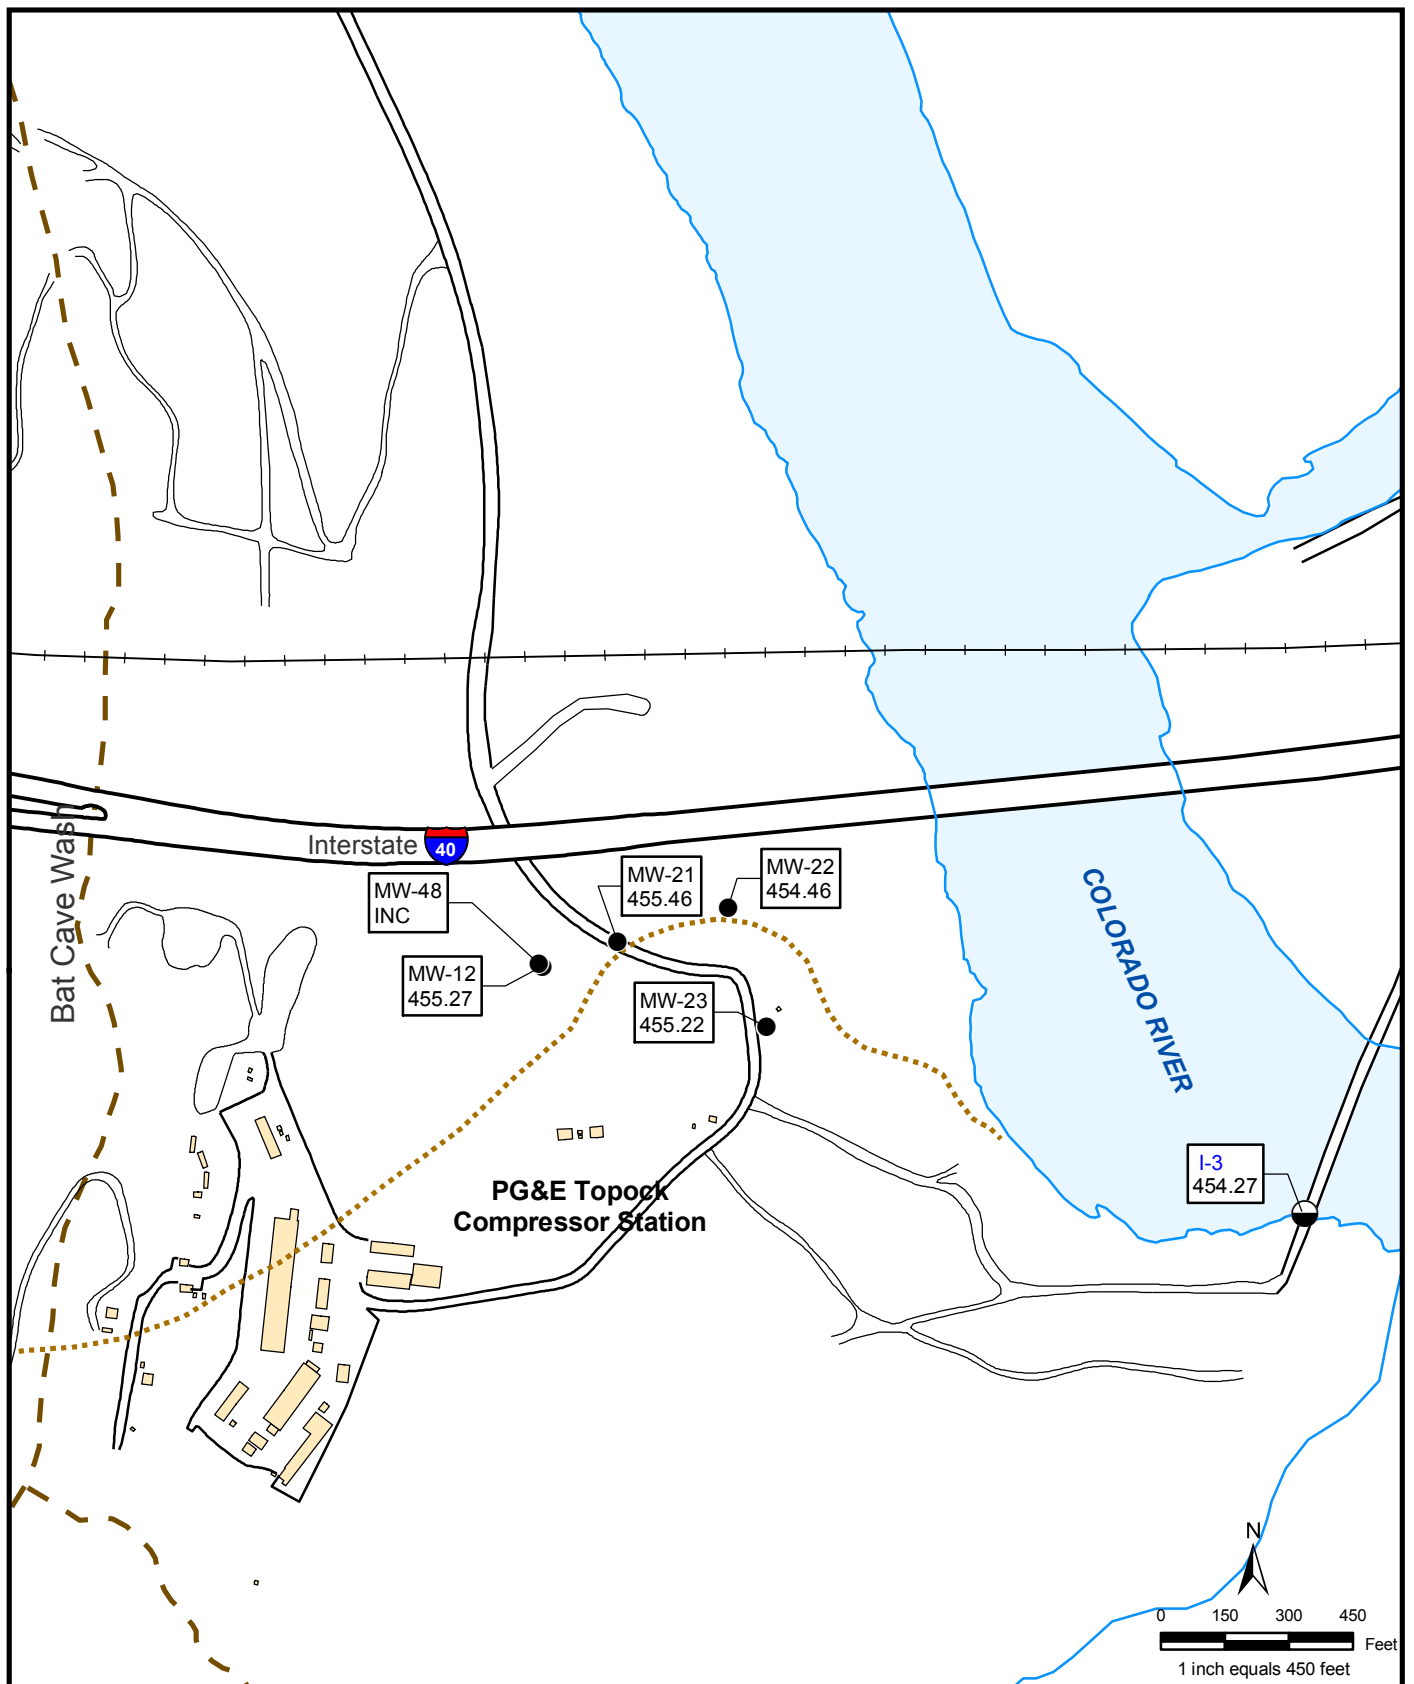 Interstate
40
MW-21
455.46
MW-22
454.46
MW-48
INC
Bat Cave Wash
MW-12
455.27
MW-23
455.22
COLORADO RIVER
I-3
454.27
PG&E Topock
Compressor Station
N
0 150 300 450
Feet
1 inch equals 450 feet